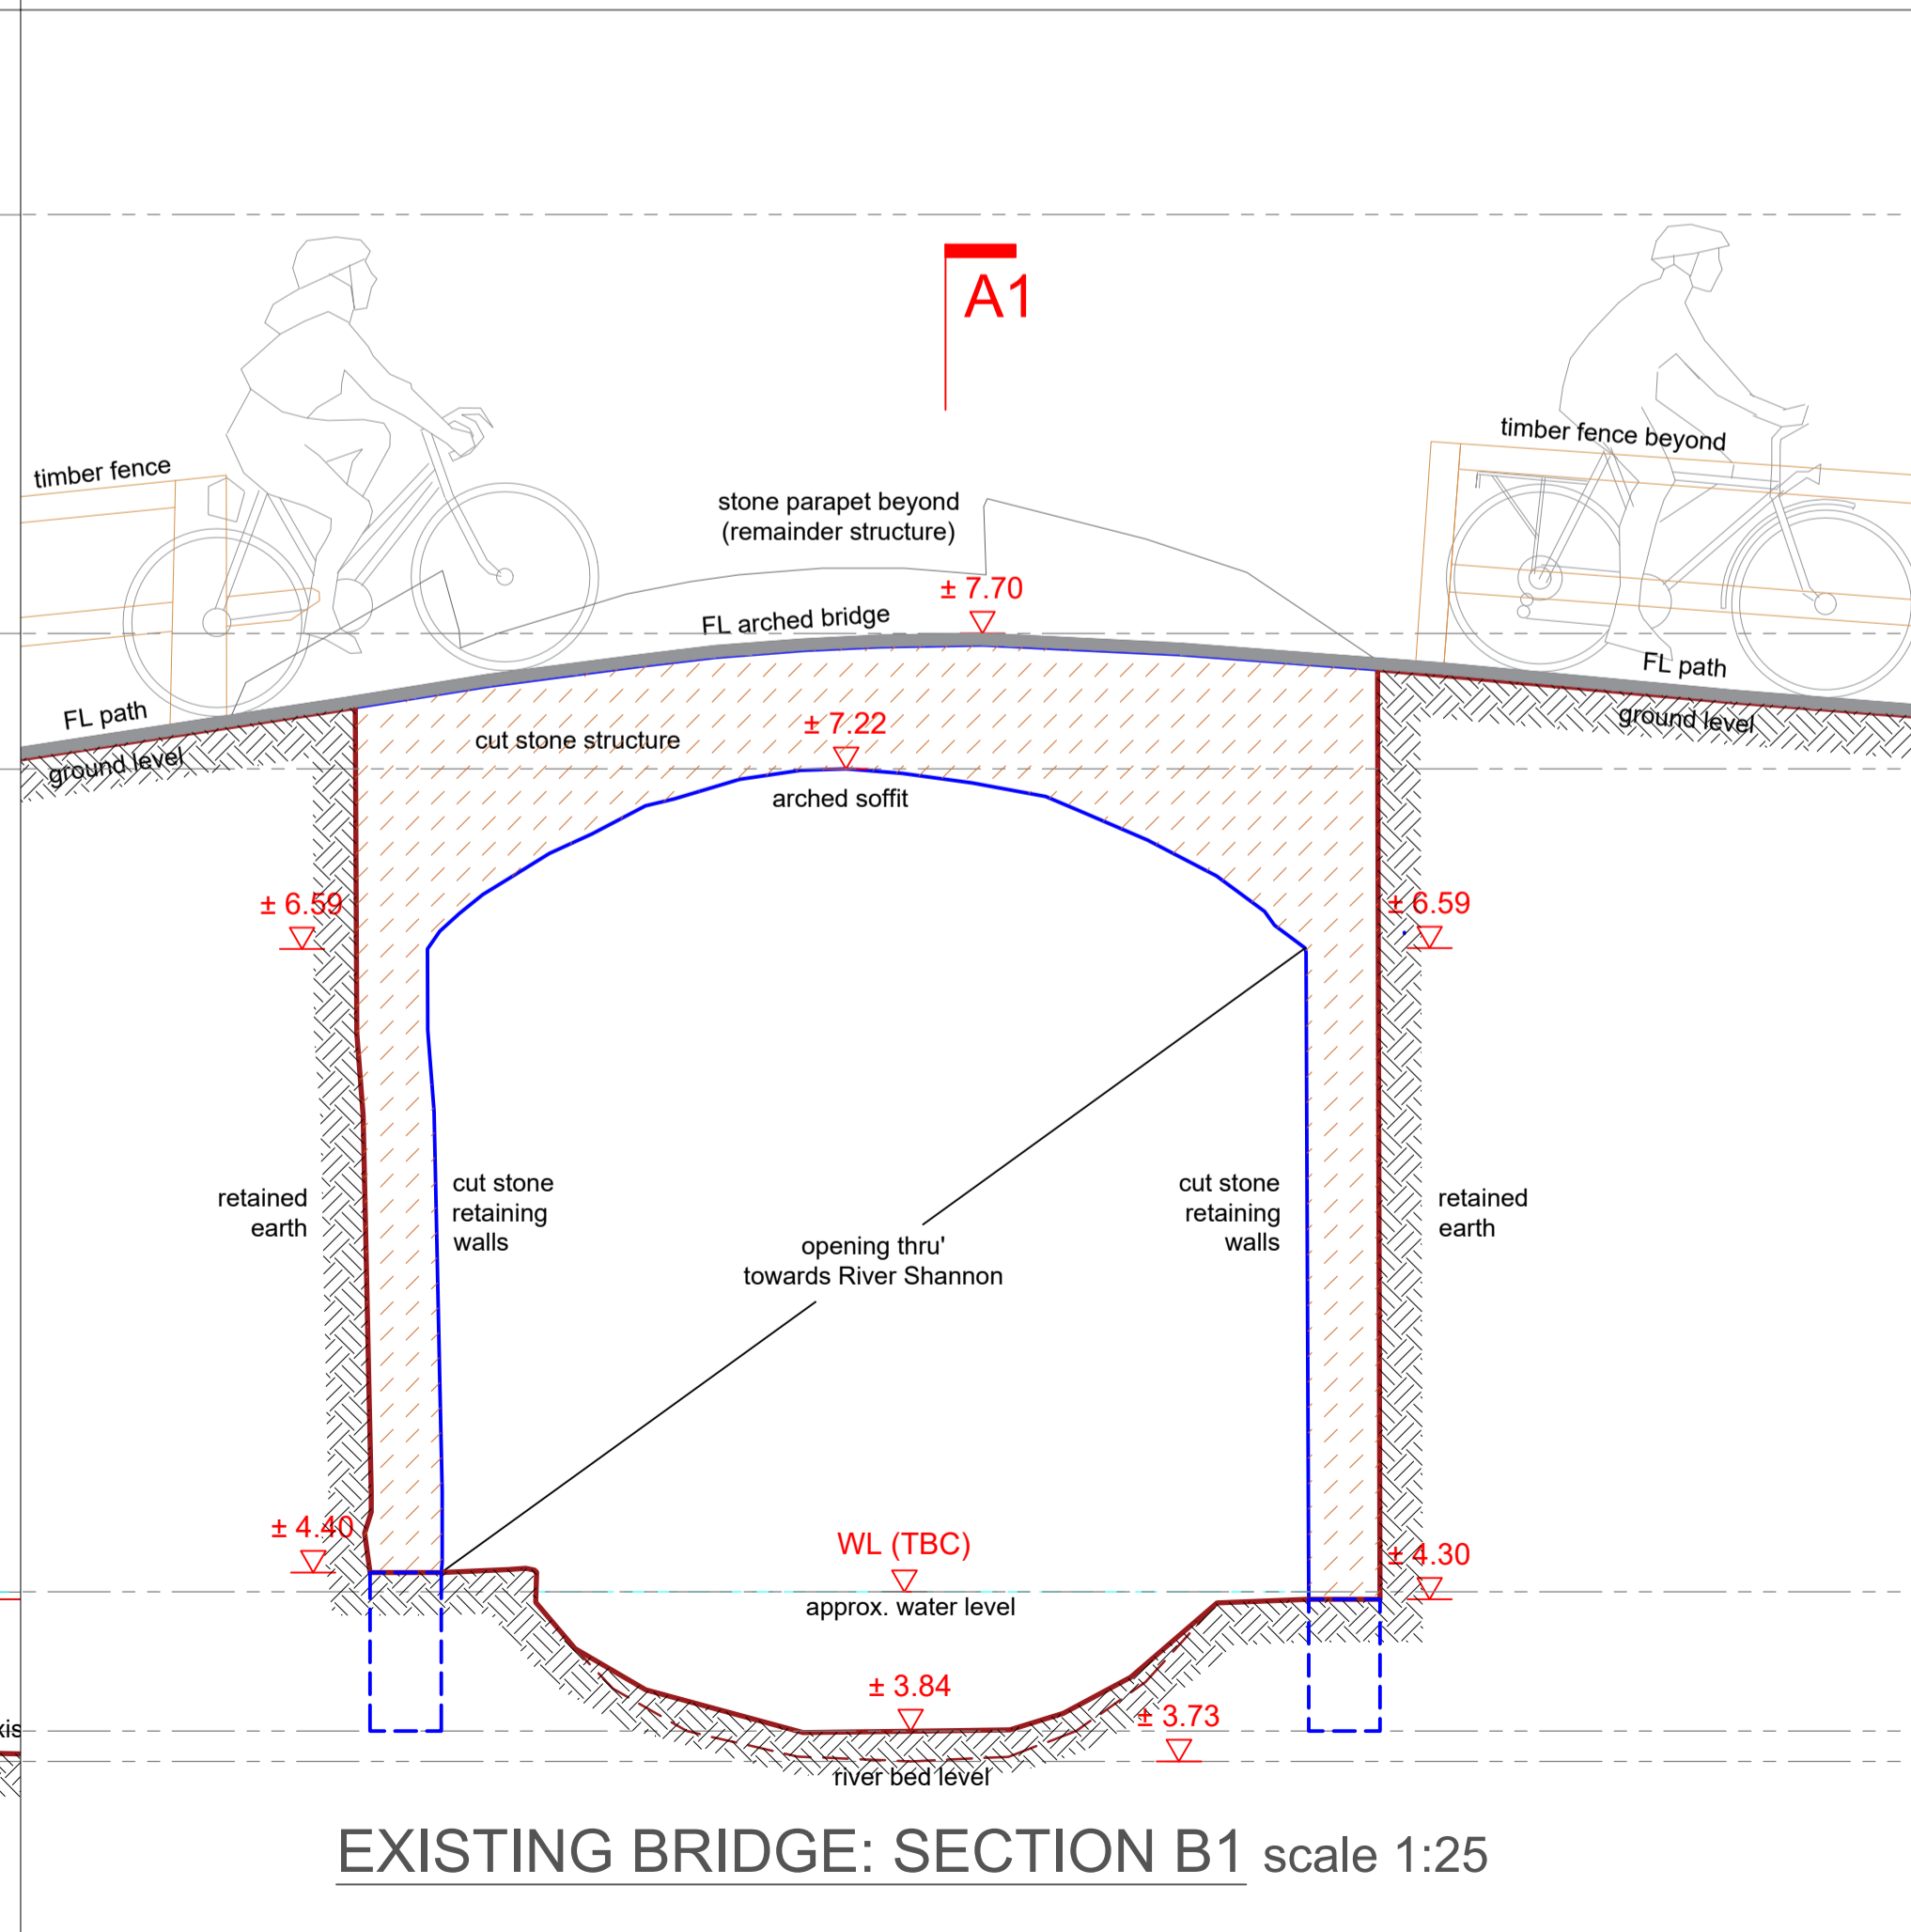 A1
timber fence
timber fence beyond
stone parapet beyond
(remainder structure)
± 7.70
FL arched bridge
FL path
FL path
ground level
ground level
± 7.22
cut stone structure
arched soffit
± 6.59
± 6.59
retained
earth
cut stone
retaining
walls
cut stone
retaining
walls
retained
earth
opening thru'
towards River Shannon
± 4.40
WL (TBC)
± 4.30
approx. water level
± 3.84
± 3.73
river bed level
EXISTING BRIDGE: SECTION B1 scale 1:25